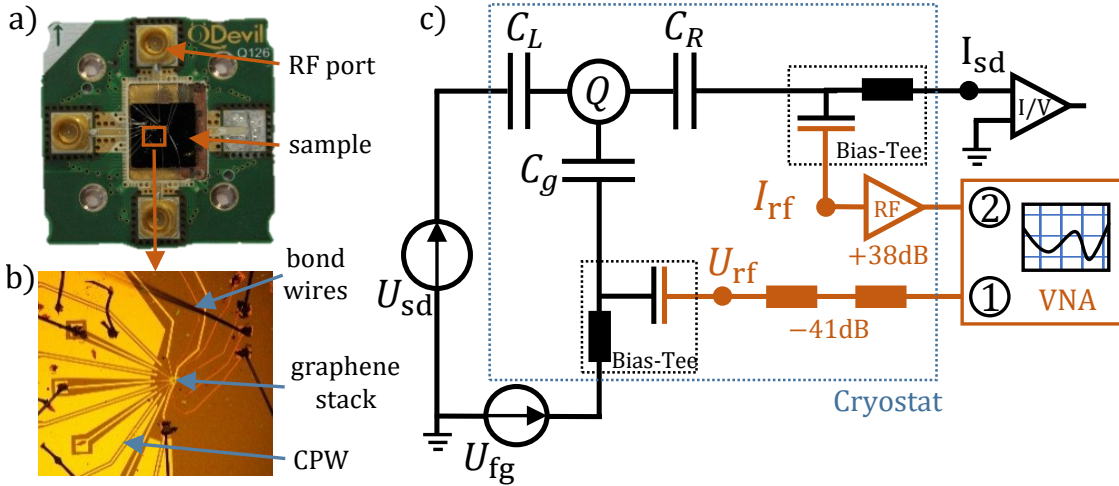 a)
QDevil
Q126
RF port
sample
b)
bond
wires
graphene
stack
CPW
c)
C_L
C_R
Q
C_g
Bias-Tee
I_sd
I/V
I_rf
RF
+38dB
2
U_rf
−41dB
1
VNA
U_sd
Bias-Tee
Cryostat
U_fg